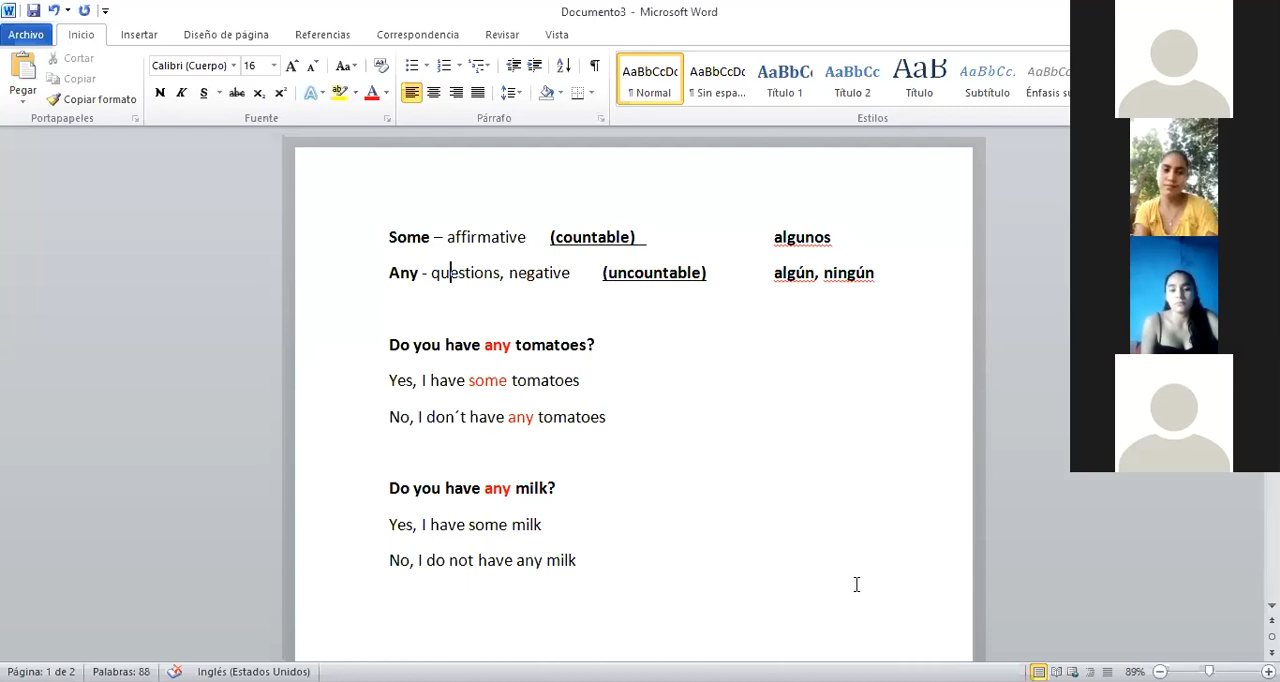 Documento3 - Microsoft Word
Archivo Inicio Insertar Diseño de página Referencias Correspondencia Revisar Vista
Pegar
Cortar
Copiar
Copiar formato
Portapapeles
Calibri (Cuerpo) 16
N K S abc x₂ x²
Fuente
Párrafo
AaBbCcDc AaBbCcDc AaBbC AaBbCc AaB AaBbCc.
¶ Normal ¶ Sin espa... Título 1 Título 2 Título Subtítulo
Estilos
Some – affirmative (countable) algunos
Any - questions, negative (uncountable) algún, ningún
Do you have any tomatoes?
Yes, I have some tomatoes
No, I don´t have any tomatoes
Do you have any milk?
Yes, I have some milk
No, I do not have any milk
Página: 1 de 2 Palabras: 88 Inglés (Estados Unidos) 89%